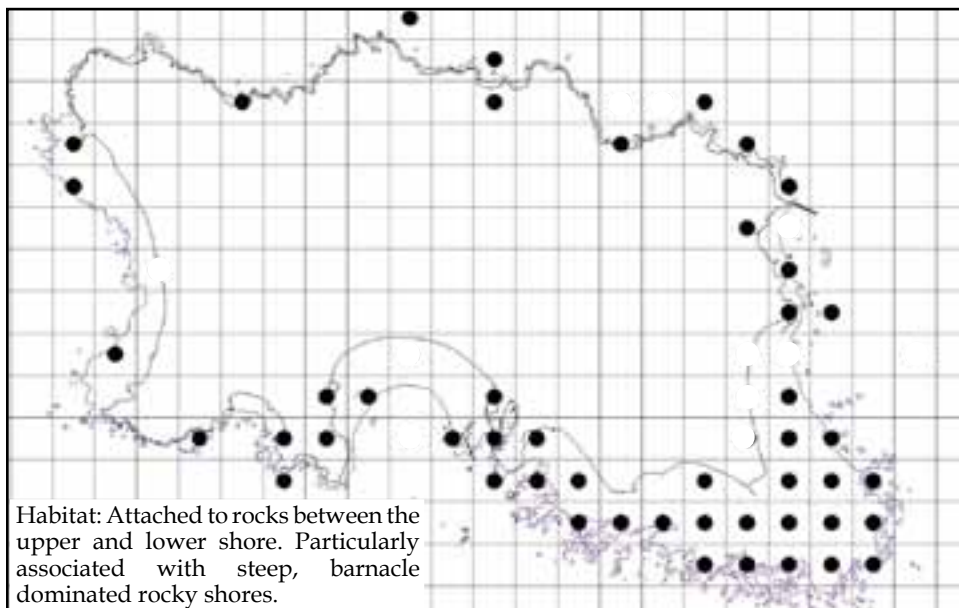 Habitat: Attached to rocks between the
upper and lower shore. Particularly
associated with steep, barnacle
dominated rocky shores.